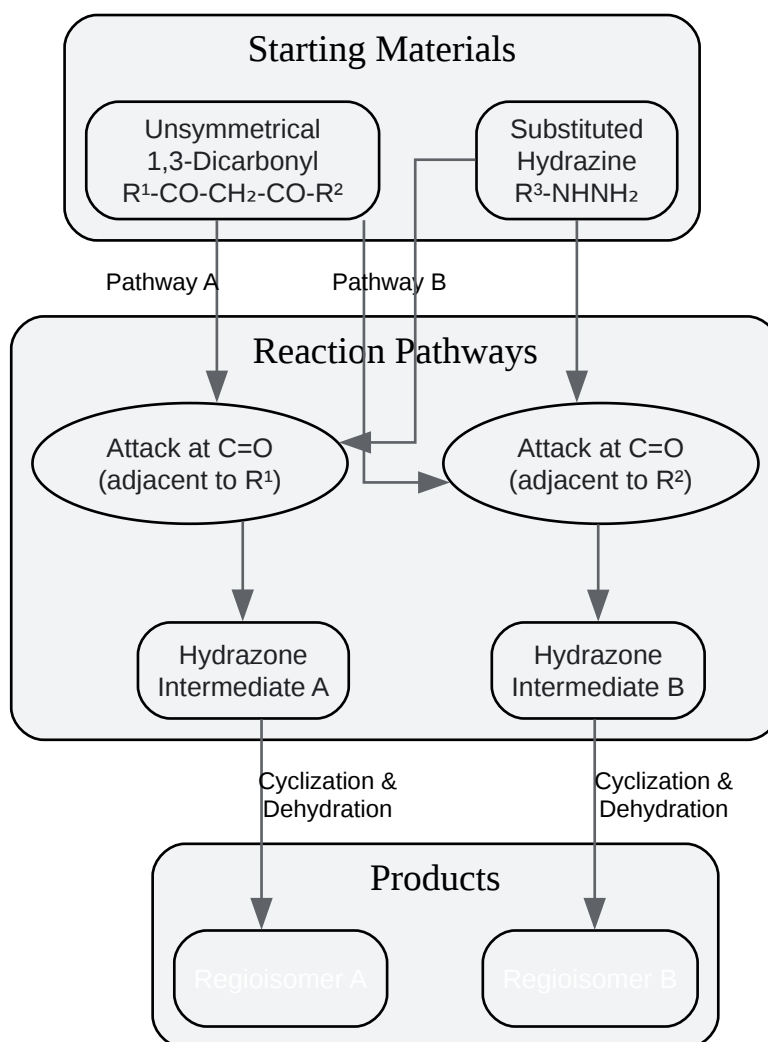 Starting Materials
Unsymmetrical
1,3-Dicarbonyl
R¹-CO-CH₂-CO-R²
Substituted
Hydrazine
R³-NHNH₂
Pathway A
Pathway B
Reaction Pathways
Attack at C=O
(adjacent to R¹)
Attack at C=O
(adjacent to R²)
Hydrazone
Intermediate A
Hydrazone
Intermediate B
Cyclization &
Dehydration
Cyclization &
Dehydration
Products
Regioisomer A
Regioisomer B